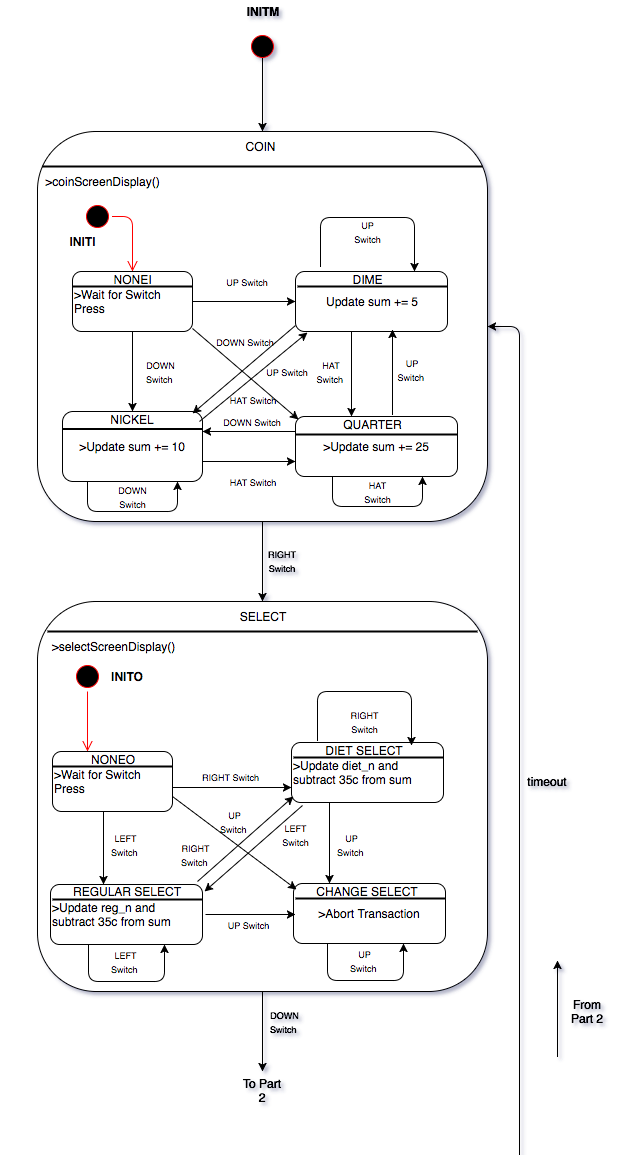 INITM
COIN
>coinScreenDisplay()
INITI
UP
Switch
NONEI
>Wait for Switch
Press
UP Switch
DIME
Update sum += 5
DOWN
Switch
DOWN Switch
UP Switch
HAT
Switch
UP
Switch
HAT Switch
NICKEL
>Update sum += 10
DOWN Switch
QUARTER
>Update sum += 25
HAT Switch
DOWN
Switch
HAT
Switch
RIGHT
Switch
SELECT
>selectScreenDisplay()
INITO
RIGHT
Switch
NONEO
>Wait for Switch
Press
RIGHT Switch
DIET SELECT
>Update diet_n and
subtract 35c from sum
timeout
LEFT
Switch
UP
Switch
RIGHT
Switch
LEFT
Switch
UP
Switch
REGULAR SELECT
>Update reg_n and
subtract 35c from sum
UP Switch
CHANGE SELECT
>Abort Transaction
LEFT
Switch
UP
Switch
DOWN
Switch
From
Part 2
To Part
2